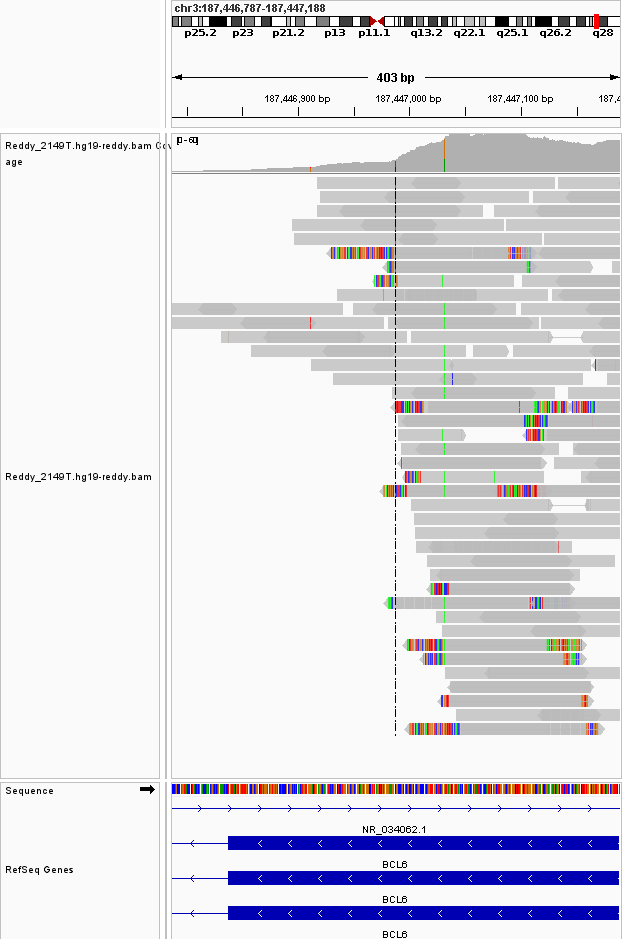 chr3:187,446,787-187,447,188
p25.2 p23 p21.2 p13 p11.1 q13.2 q22.1 q25.1 q26.2 q28
403 bp
187,446,900 bp 187,447,000 bp 187,447,100 bp 187,4
Reddy_2149T.hg19-reddy.bam Cov
age
[0-60]
Reddy_2149T.hg19-reddy.bam
Sequence
NR_034062.1
BCL6
RefSeq Genes
BCL6
BCL6